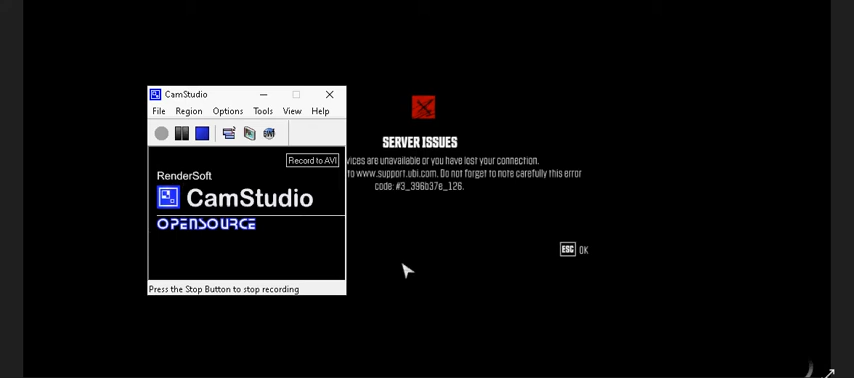 CamStudio
File Region Options Tools View Help
Record to AVI
RenderSoft
CamStudio
OPENSOURCE
Press the Stop Button to stop recording
SERVER ISSUES
vices are unavailable or you have lost your connection.
to www.support.ubi.com. Do not forget to note carefully this error
code: #3_396b37e_126.
ESC OK